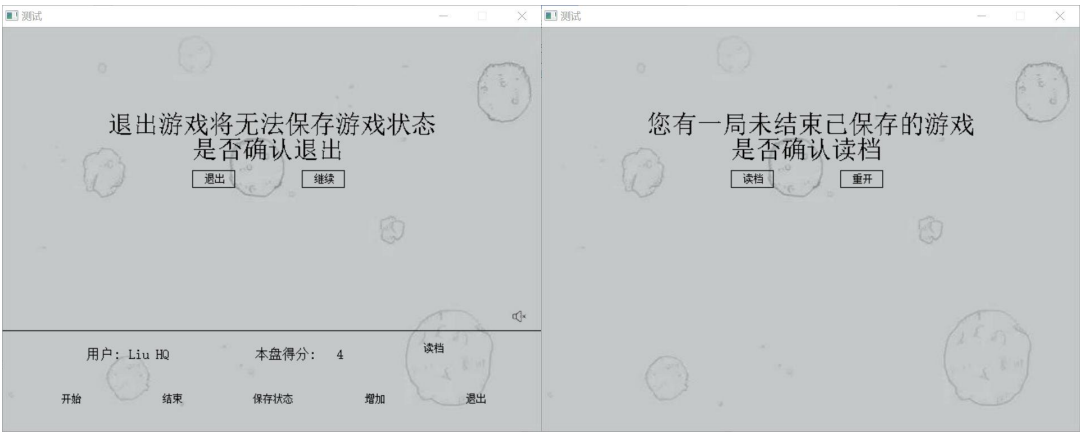 测试
退出游戏将无法保存游戏状态
是否确认退出
退出 继续
用户: Liu HQ 本盘得分: 4 读档
开始 结束 保存状态 增加 退出
测试
您有一局未结束已保存的游戏
是否确认读档
读档 重开